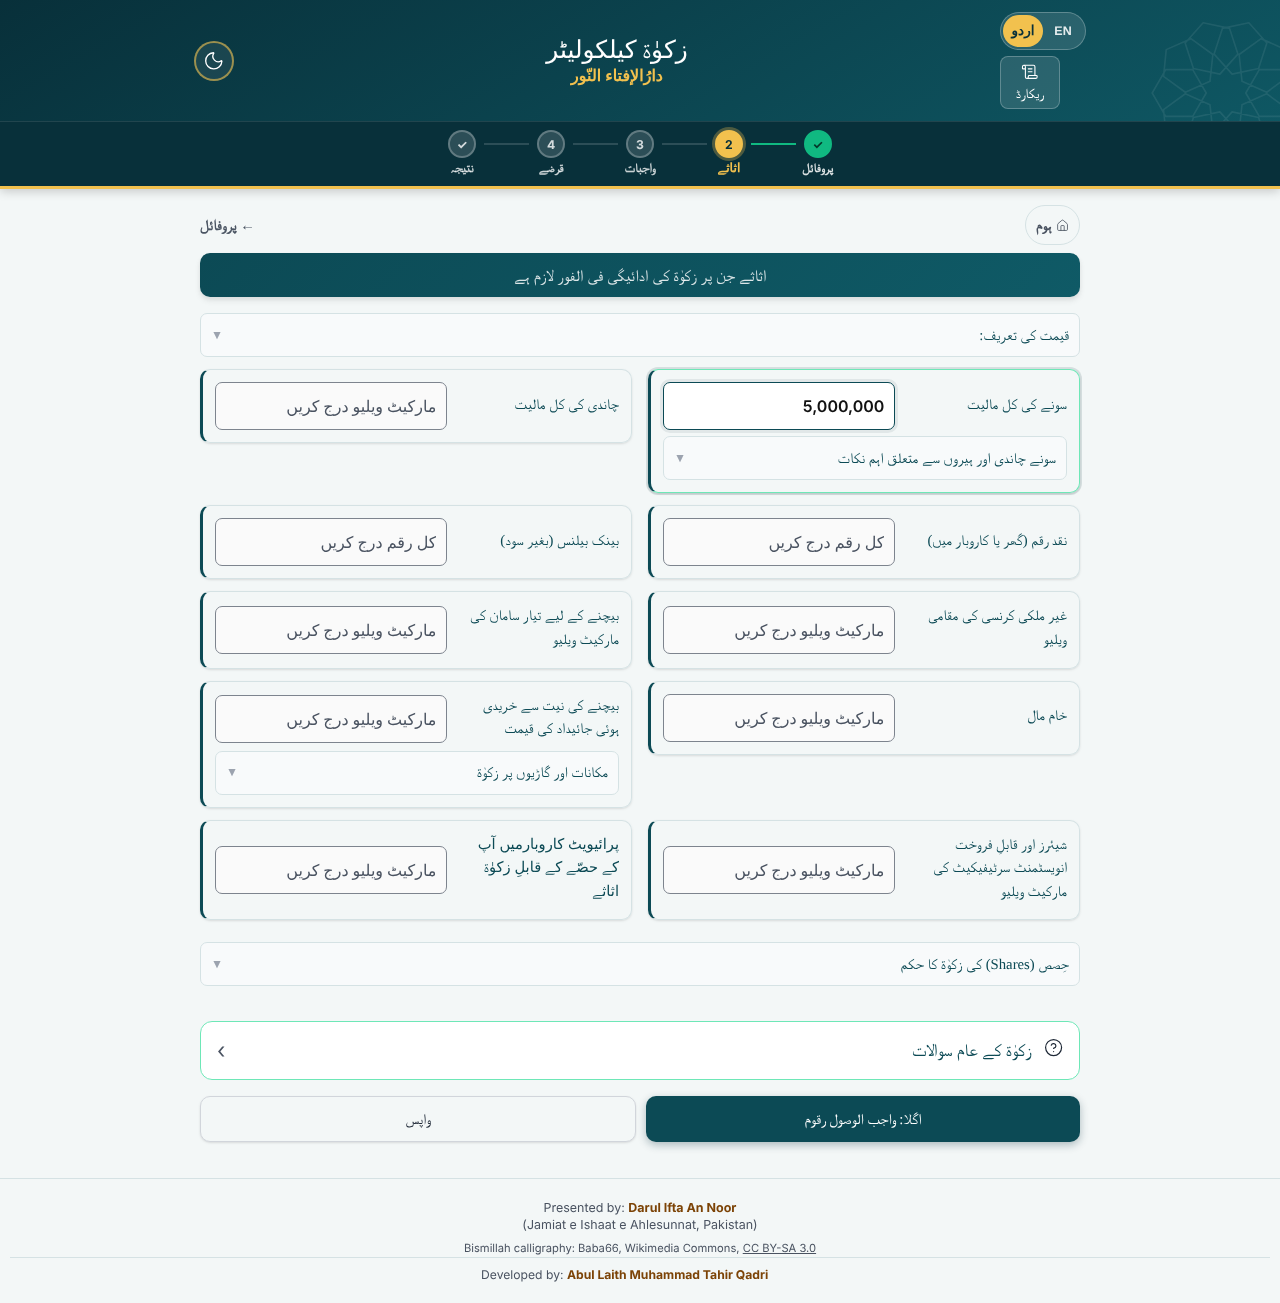 اردو EN
ریکارڈ
زکوٰۃ کیلکولیٹر
دارُالإفتاء النّور
پروفائل
2
اثاثے
3
واجبات
4
قرضے
نتیجہ
ہوم
← پروفائل
اثاثے جن پر زکوٰۃ کی ادائیگی فی الفور لازم ہے
قیمت کی تعریف:
سونے کی کل مالیت
5,000,000
سونے چاندی اور ہیروں سے متعلق اہم نکات
چاندی کی کل مالیت
مارکیٹ ویلیو درج کریں
نقد رقم (گھر یا کاروبار میں)
کل رقم درج کریں
بینک بیلنس (بغیر سود)
کل رقم درج کریں
غیر ملکی کرنسی کی مقامی
ویلیو
مارکیٹ ویلیو درج کریں
بیچنے کے لیے تیار سامان کی
مارکیٹ ویلیو
مارکیٹ ویلیو درج کریں
خام مال
مارکیٹ ویلیو درج کریں
بیچنے کی نیت سے خریدی
ہوئی جائیداد کی قیمت
مارکیٹ ویلیو درج کریں
مکانات اور گاڑیوں پر زکوٰۃ
شیئرز اور قابلِ فروخت
انویسٹمنٹ سرٹیفیکیٹ کی
مارکیٹ ویلیو
مارکیٹ ویلیو درج کریں
پرائیویٹ کاروبارمیں آپ
کے حصّے کے قابلِ زکوٰۃ
اثاثے
مارکیٹ ویلیو درج کریں
حِصص (Shares) کی زکوٰۃ کا حکم
زکوٰۃ کے عام سوالات
اگلا: واجب الوصول رقوم
واپس
Presented by: Darul Ifta An Noor
(Jamiat e Ishaat e Ahlesunnat, Pakistan)
Bismillah calligraphy: Baba66, Wikimedia Commons, CC BY-SA 3.0
Developed by: Abul Laith Muhammad Tahir Qadri